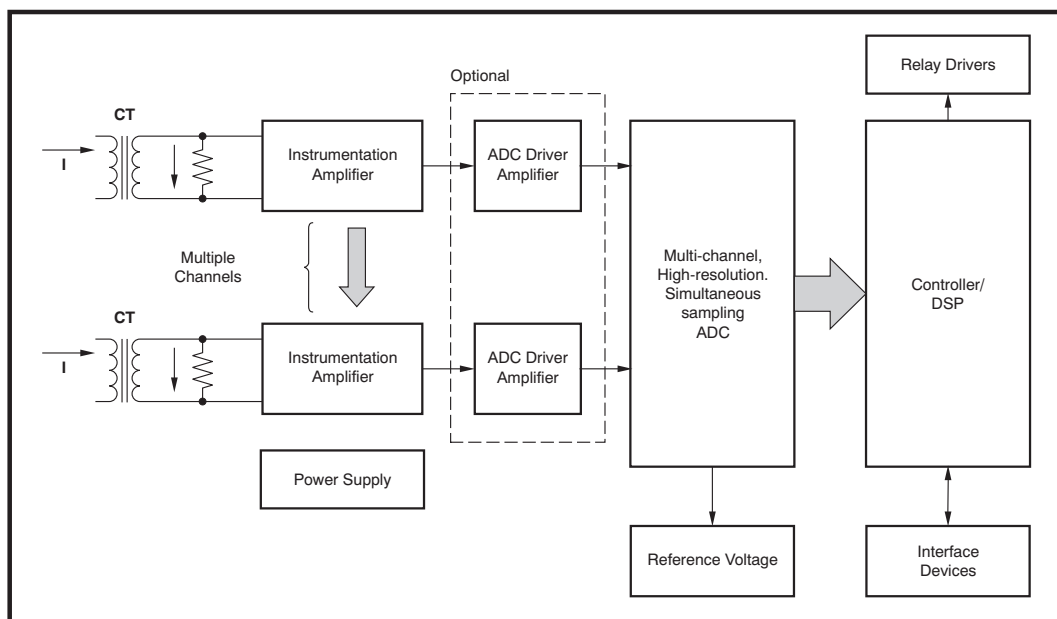 Relay Drivers
Optional
CT
I
Instrumentation
Amplifier
ADC Driver
Amplifier
Multiple
Channels
Multi-channel,
High-resolution.
Simultaneous
sampling
ADC
Controller/
DSP
CT
I
Instrumentation
Amplifier
ADC Driver
Amplifier
Power Supply
Reference Voltage
Interface
Devices